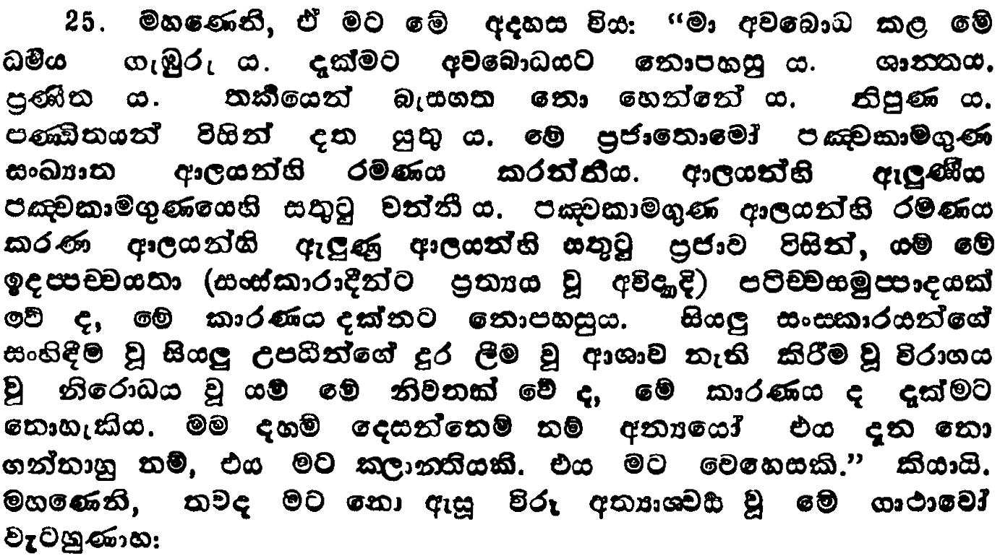 25. මහණෙනි, ඒ මට මේ අදහස විය: “මා අවබොධ කළ මේ
ධර්මය ගැඹුරු ය. දැක්මට අවබොධයට නොපහසු ය. ශාන්තය.
ප්‍රණීත ය. තර්කයෙන් බැසගත නො හෙන්නේ ය. නිපුණ ය.
පණ්ඩිතයන් විසින් දත යුතු ය. මේ ප්‍රජාතොමෝ පඤ්චකාමගුණ
සංඛ්‍යාත ආලයන්හි රමණය කරන්නීය. ආලයන්හි ඇලුණීය
පඤ්චකාමගුණයෙහි සතුටු වන්නී ය. පඤ්චකාමගුණ ආලයන්හි රමණය
කරණ ආලයන්හි ඇලුණු ආලයන්හි සතුටු ප්‍රජාව විසින්, යම් මේ
ඉදප්පච්චයතා (සංස්කාරාදීන්ට ප්‍රත්‍යය වූ අවිද්‍යාදි) පටිච්චසමුප්පාදයක්
වේ ද, මේ කාරණය දක්නට නොපහසුය. සියලු සංස්කාරයන්ගේ
සංහිඳීම වූ සියලු උපධීන්ගේ දුර ලීම වූ ආශාව නැති කිරීම වූ විරාගය
වූ නිරොධය වූ යම් මේ නිවනක් වේ ද, මේ කාරණය ද දැක්මට
නොහැකිය. මම දහම් දෙසන්නෙම් නම් අන්‍යයෝ එය දැන නො
ගන්නාහු නම්, එය මට ක්ලාන්තියකි. එය මට වෙහෙසකි.” කියායි.
මහණෙනි, තවද මට නො ඇසූ විරූ අත්‍යාශ්චර්ය වූ මේ ගාථාවෝ
වැටහුණාහ: